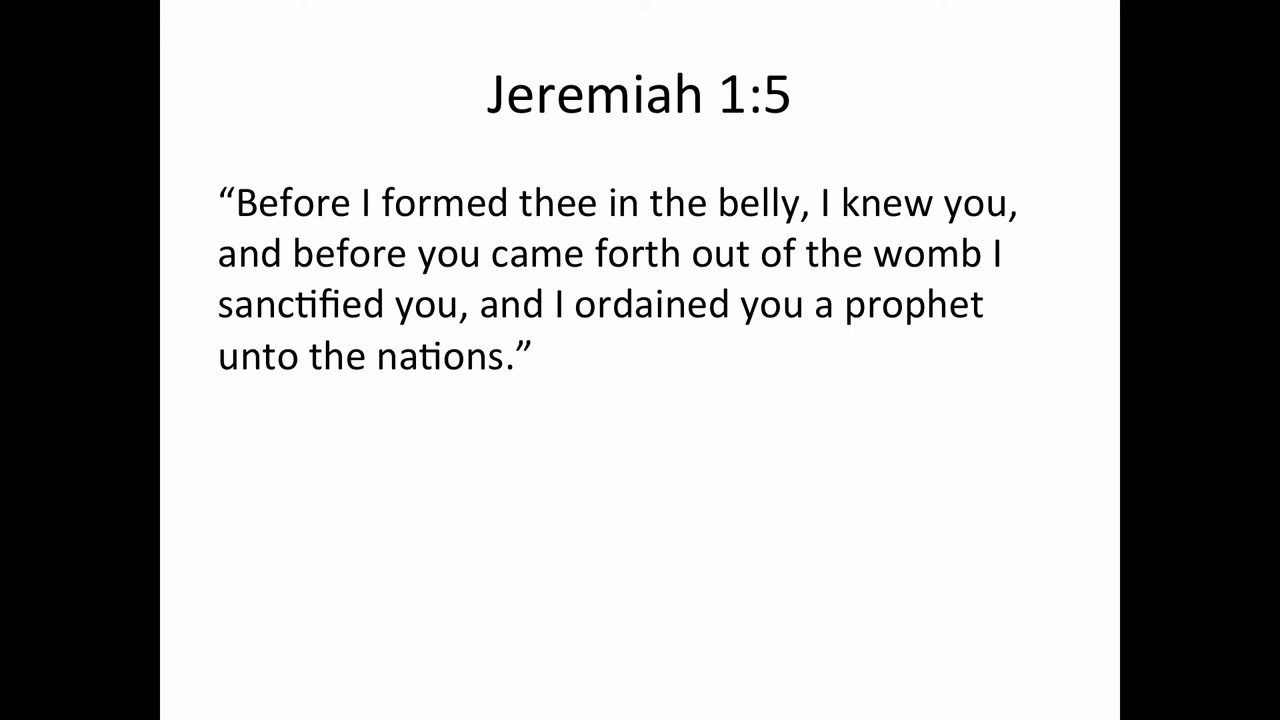 Jeremiah 1:5
“Before I formed thee in the belly, I knew you,
and before you came forth out of the womb I
sanctified you, and I ordained you a prophet
unto the nations.”